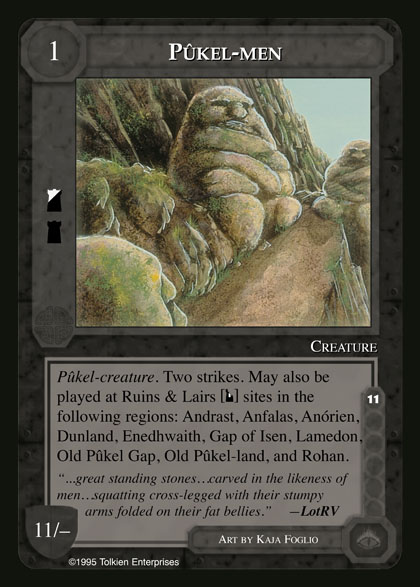 1
PÛKEL-MEN
CREATURE
Pûkel-creature. Two strikes. May also be
played at Ruins & Lairs [] sites in the
following regions: Andrast, Anfalas, Anórien,
Dunland, Enedhwaith, Gap of Isen, Lamedon,
Old Pûkel Gap, Old Pûkel-land, and Rohan.
11
“...great standing stones...carved in the likeness of
men...squatting cross-legged with their stumpy
arms folded on their fat bellies.” —LotRV
11/–
ART BY KAJA FOGLIO
©1995 Tolkien Enterprises